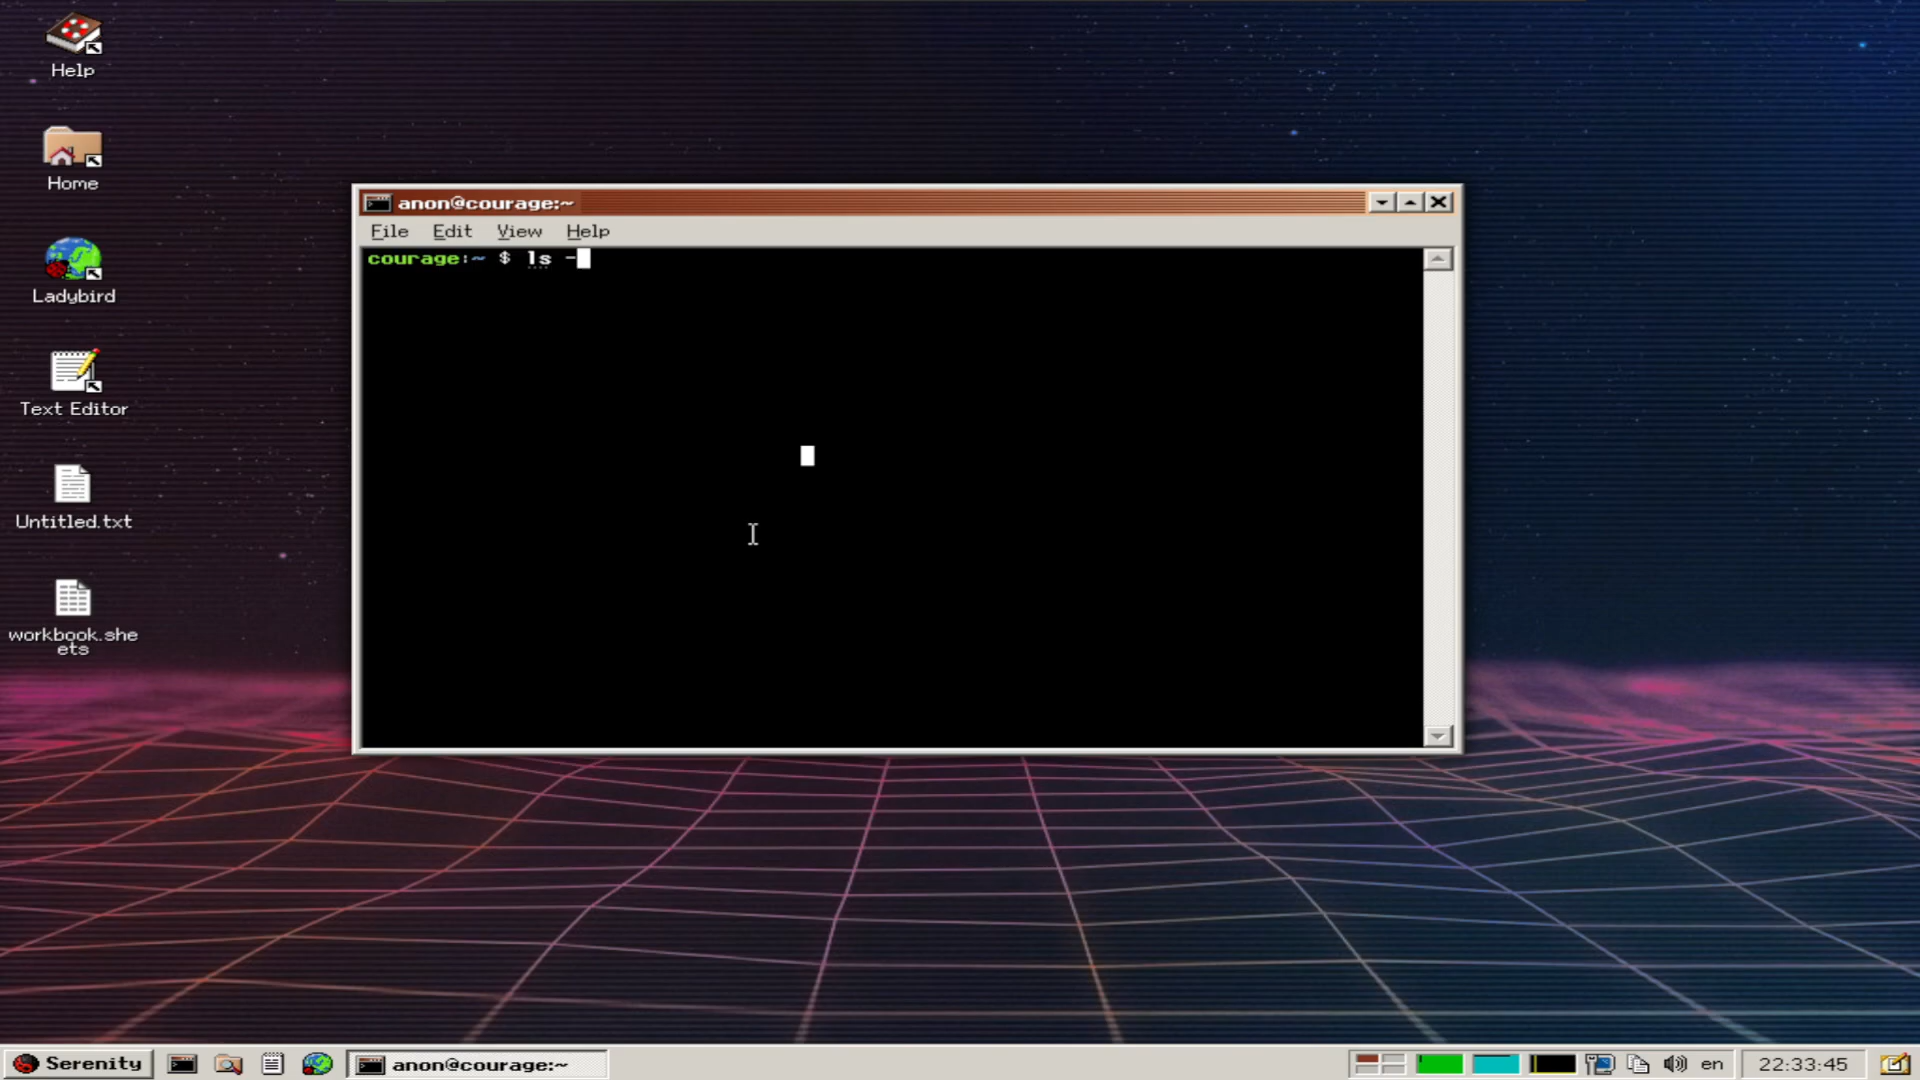 Help
Home
Ladybird
Text Editor
Untitled.txt
workbook.she
ets
anon@courage:~
File Edit View Help
courage:~ $ ls -
Serenity
anon@courage:~
en
22:33:45